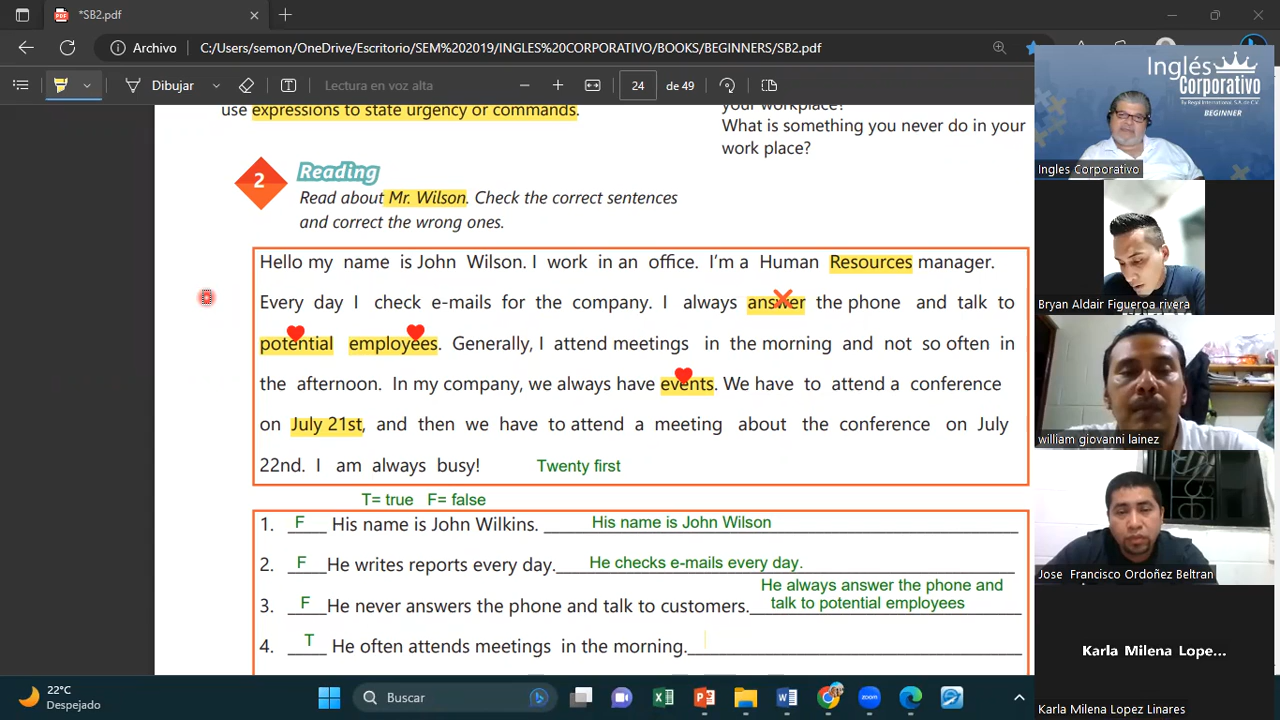 *SB2.pdf
Archivo C:/Users/semon/OneDrive/Escritorio/SEM%202019/INGLES%20CORPORATIVO/BOOKS/BEGINNERS/SB2.pdf
Dibujar Lectura en voz alta 24 de 49
use expressions to state urgency or commands.
your workplace?
What is something you never do in your
work place?
2 Reading
Read about Mr. Wilson. Check the correct sentences
and correct the wrong ones.
Hello my name is John Wilson. I work in an office. I'm a Human Resources manager.
Every day I check e-mails for the company. I always answer the phone and talk to
potential employees. Generally, I attend meetings in the morning and not so often in
the afternoon. In my company, we always have events. We have to attend a conference
on July 21st, and then we have to attend a meeting about the conference on July
22nd. I am always busy! Twenty first
T= true F= false
1. F His name is John Wilkins. His name is John Wilson
2. F He writes reports every day. He checks e-mails every day.
3. F He never answers the phone and talk to customers. He always answer the phone and
talk to potential employees
4. T He often attends meetings in the morning.
Inglés
Corporativo
By Regal International, S.A. de C.V.
BEGINNER
Ingles Corporativo
Bryan Aldair Figueroa rivera
william giovanni lainez
Jose Francisco Ordoñez Beltran
Karla Milena Lope...
Karla Milena Lopez Linares
22°C
Despejado
Buscar